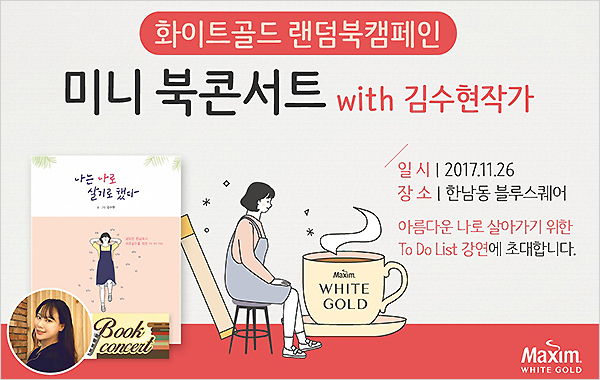 화이트골드 랜덤북캠페인
미니 북콘서트 with 김수현작가
일 시 | 2017.11.26
장 소 | 한남동 블루스퀘어
아름다운 나로 살아가기 위한
To Do List 강연에 초대합니다.
나는 나로
살기로 했다
Maxim.
WHITE
GOLD
Book
concert
Maxim.
WHITE GOLD